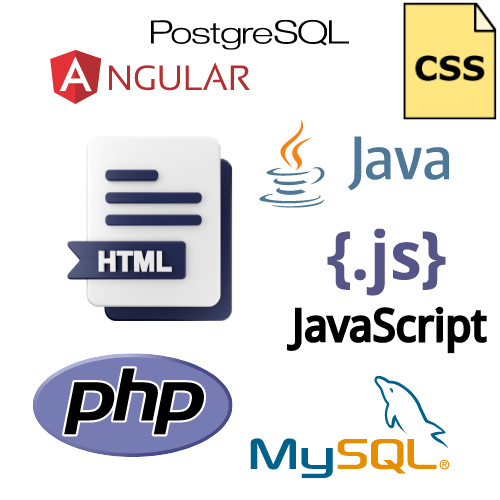 PostgreSQL
ANGULAR
CSS
Java
HTML
{.js}
JavaScript
php
MySQL®